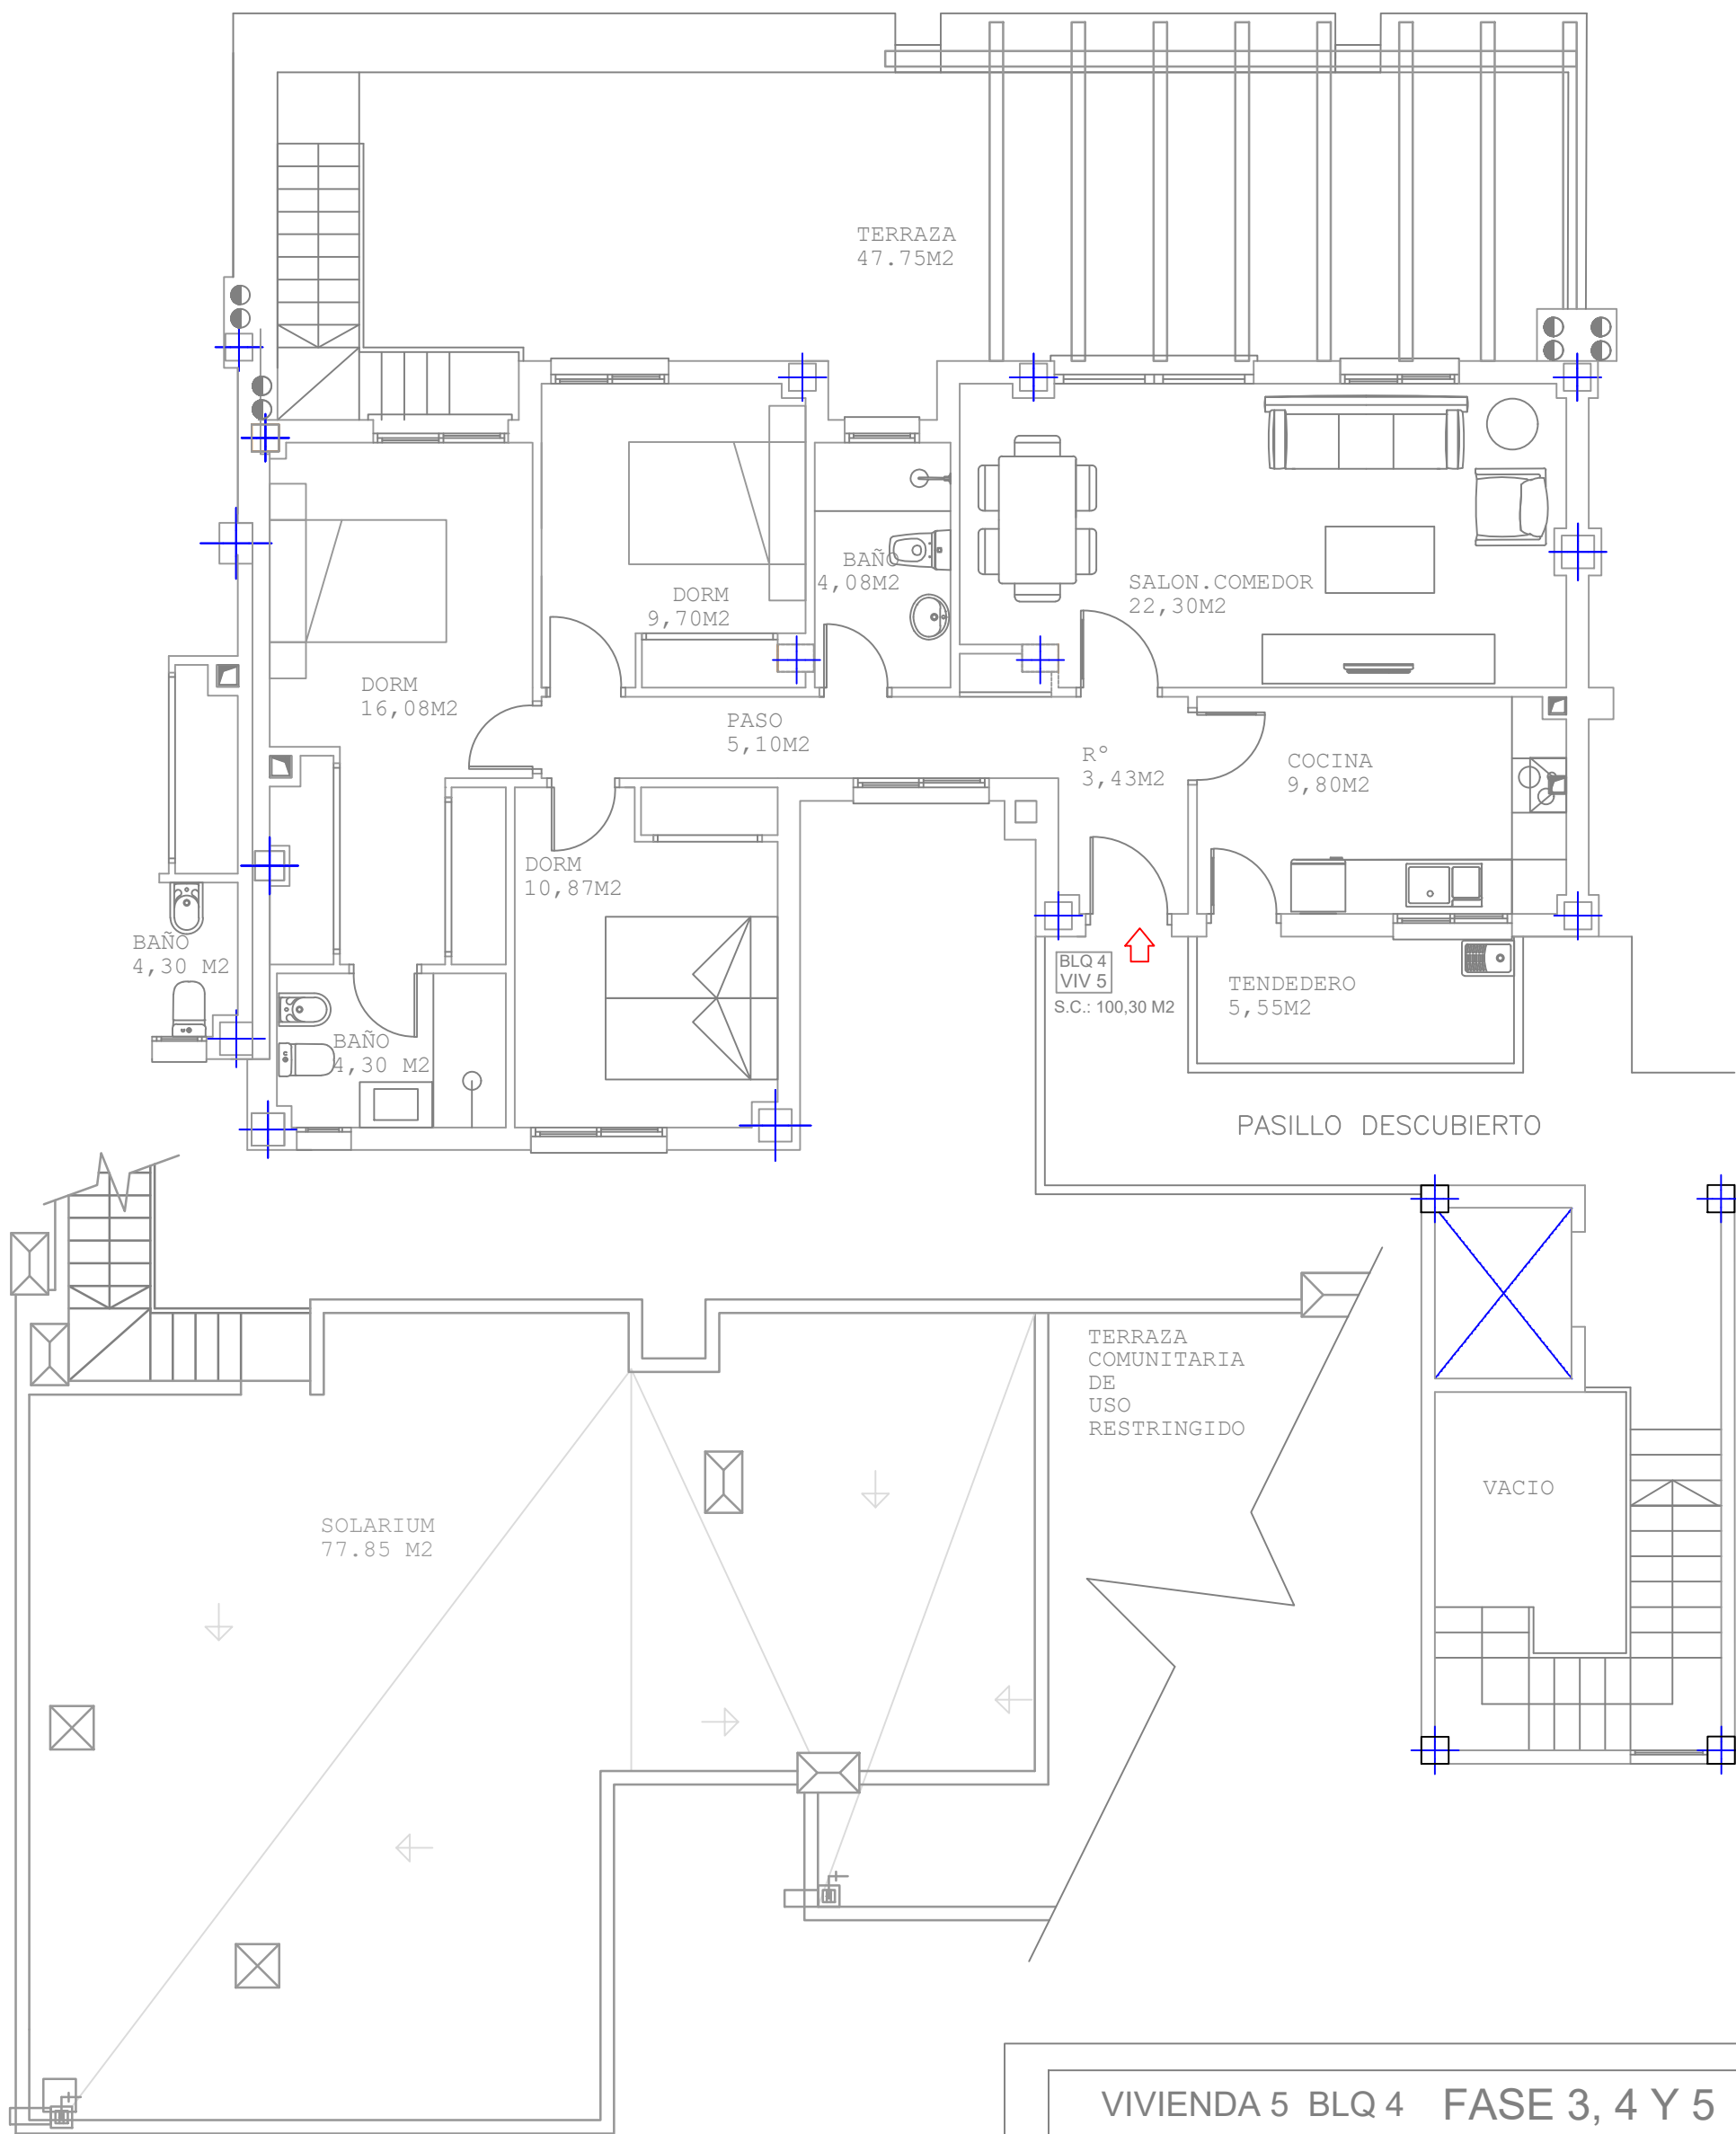 TERRAZA
47.75M2
BAÑO
4,08M2
SALON.COMEDOR
22,30M2
DORM
9,70M2
DORM
16,08M2
PASO
5,10M2
R°
3,43M2
COCINA
9,80M2
DORM
10,87M2
BAÑO
4,30 M2
BLQ 4
VIV 5
S.C.: 100,30 M2
TENDEDERO
5,55M2
BAÑO
4,30 M2
PASILLO DESCUBIERTO
TERRAZA
COMUNITARIA
DE
USO
RESTRINGIDO
VACIO
SOLARIUM
77.85 M2
VIVIENDA 5 BLQ 4 FASE 3, 4 Y 5